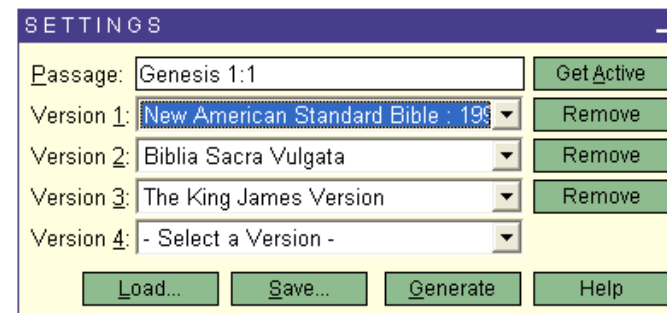 SETTINGS
Passage: Genesis 1:1 Get Active
Version 1: New American Standard Bible : 199 Remove
Version 2: Biblia Sacra Vulgata Remove
Version 3: The King James Version Remove
Version 4: - Select a Version -
Load... Save... Generate Help